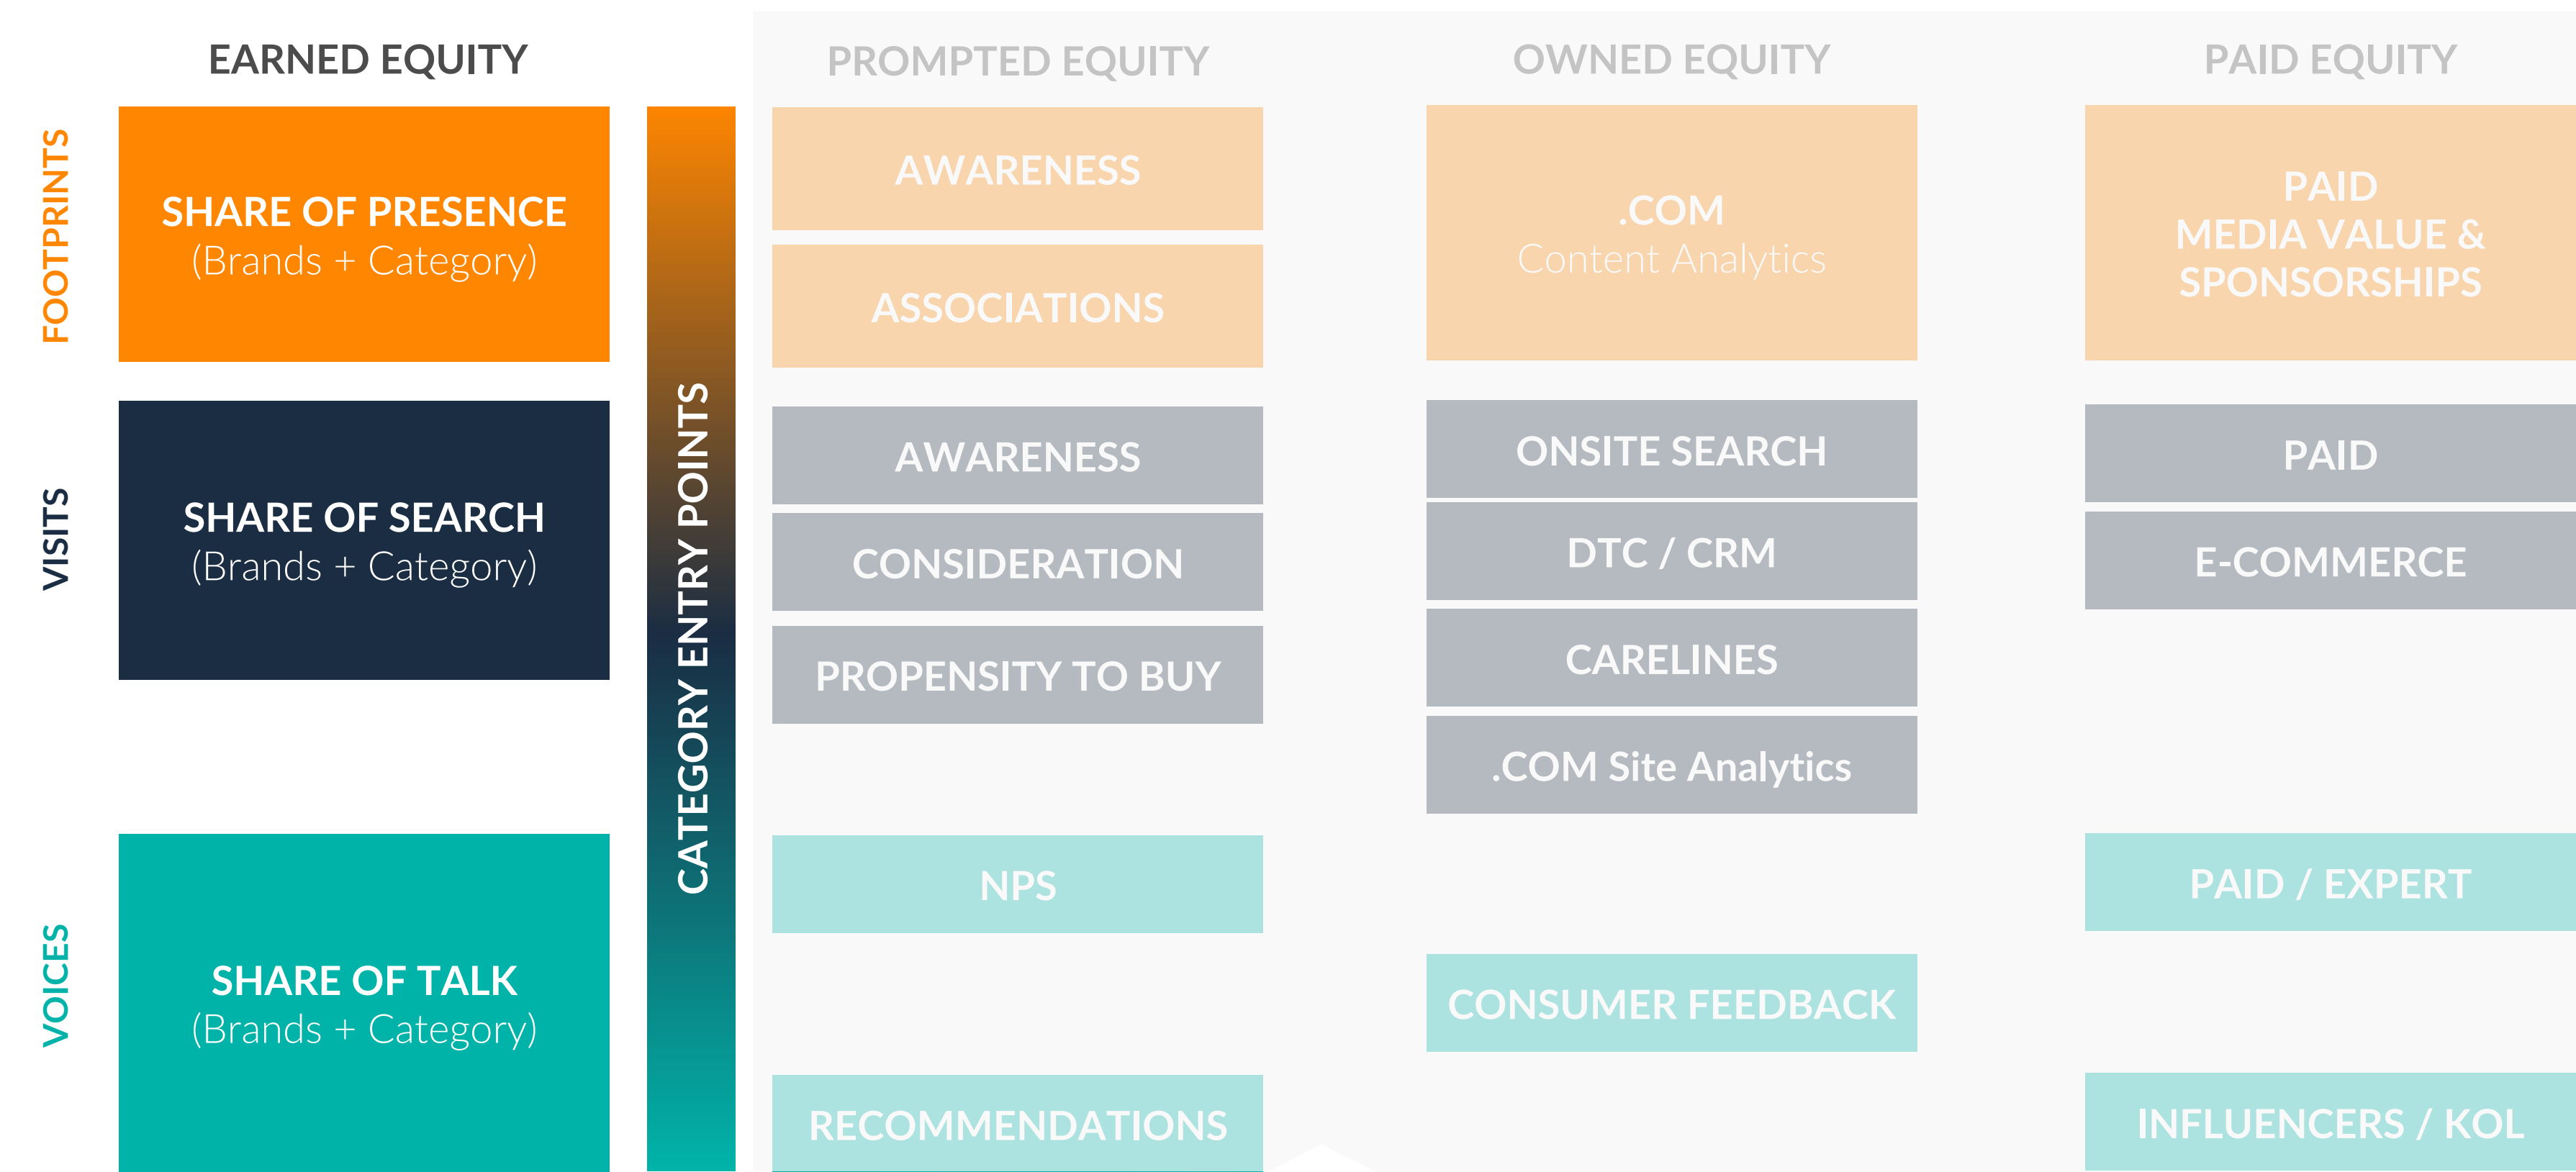 EARNED EQUITY
PROMPTED EQUITY
OWNED EQUITY
PAID EQUITY
FOOTPRINTS
SHARE OF PRESENCE
(Brands + Category)
AWARENESS
ASSOCIATIONS
.COM
Content Analytics
PAID
MEDIA VALUE &
SPONSORSHIPS
CATEGORY ENTRY POINTS
VISITS
SHARE OF SEARCH
(Brands + Category)
AWARENESS
CONSIDERATION
PROPENSITY TO BUY
ONSITE SEARCH
DTC / CRM
CARELINES
.COM Site Analytics
PAID
E-COMMERCE
VOICES
SHARE OF TALK
(Brands + Category)
NPS
RECOMMENDATIONS
CONSUMER FEEDBACK
PAID / EXPERT
INFLUENCERS / KOL